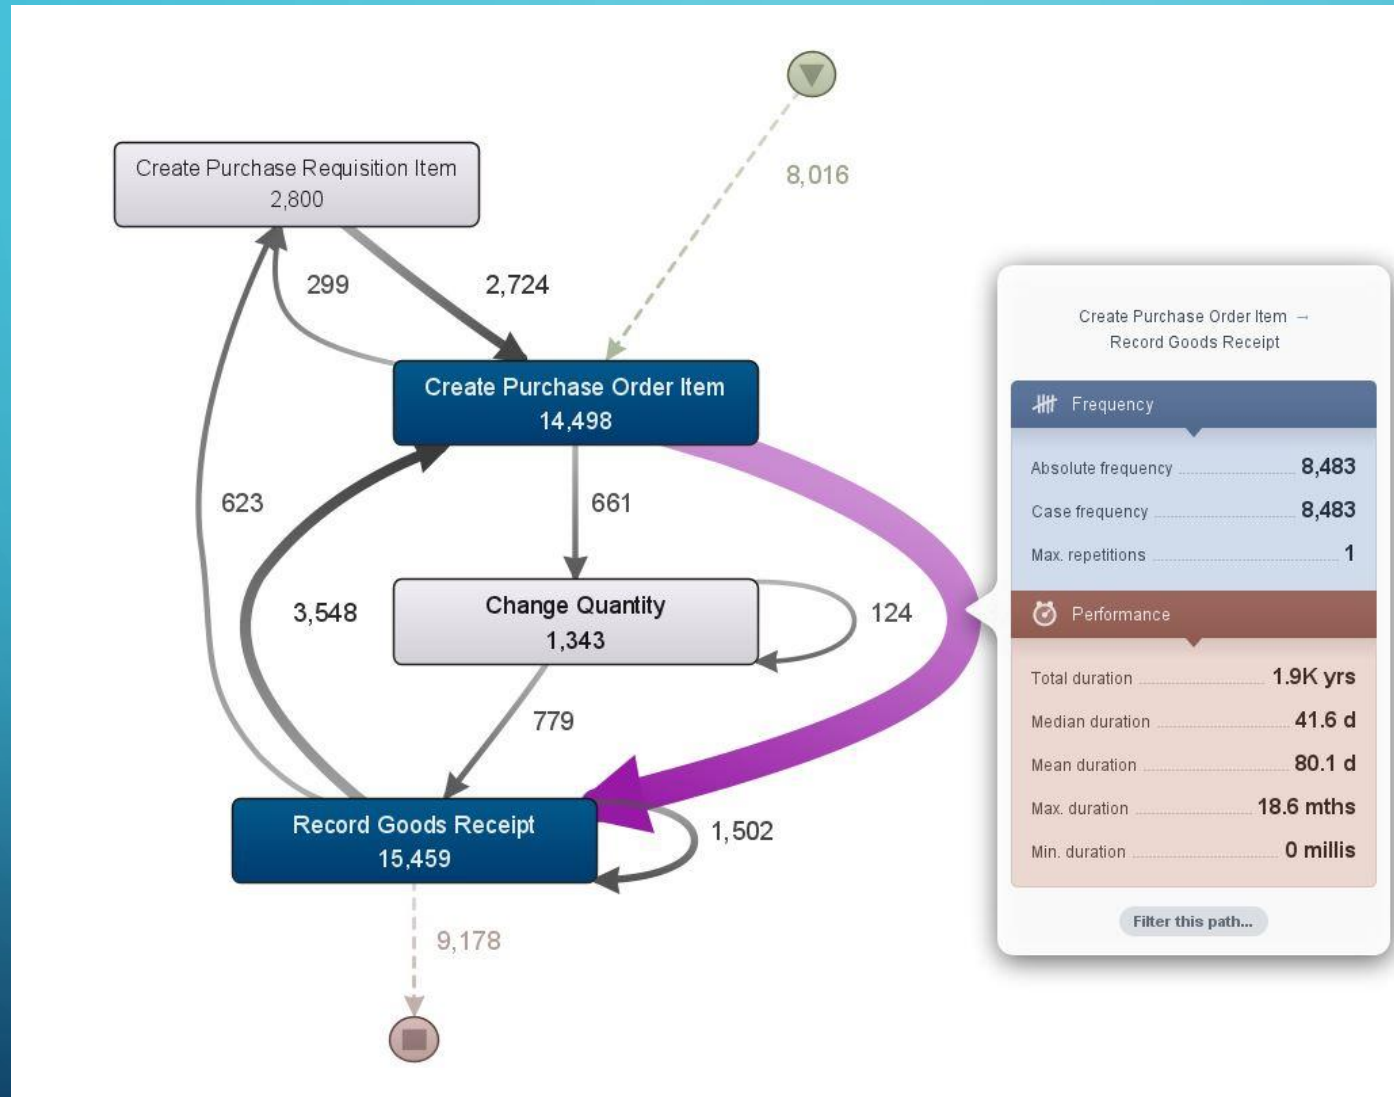 8,016
Create Purchase Requisition Item
2,800
299
2,724
Create Purchase Order Item
14,498
623
661
3,548
Change Quantity
1,343
124
779
Record Goods Receipt
15,459
1,502
9,178
Create Purchase Order Item →
Record Goods Receipt
Frequency
Absolute frequency 8,483
Case frequency 8,483
Max. repetitions 1
Performance
Total duration 1.9K yrs
Median duration 41.6 d
Mean duration 80.1 d
Max. duration 18.6 mths
Min. duration 0 millis
Filter this path...